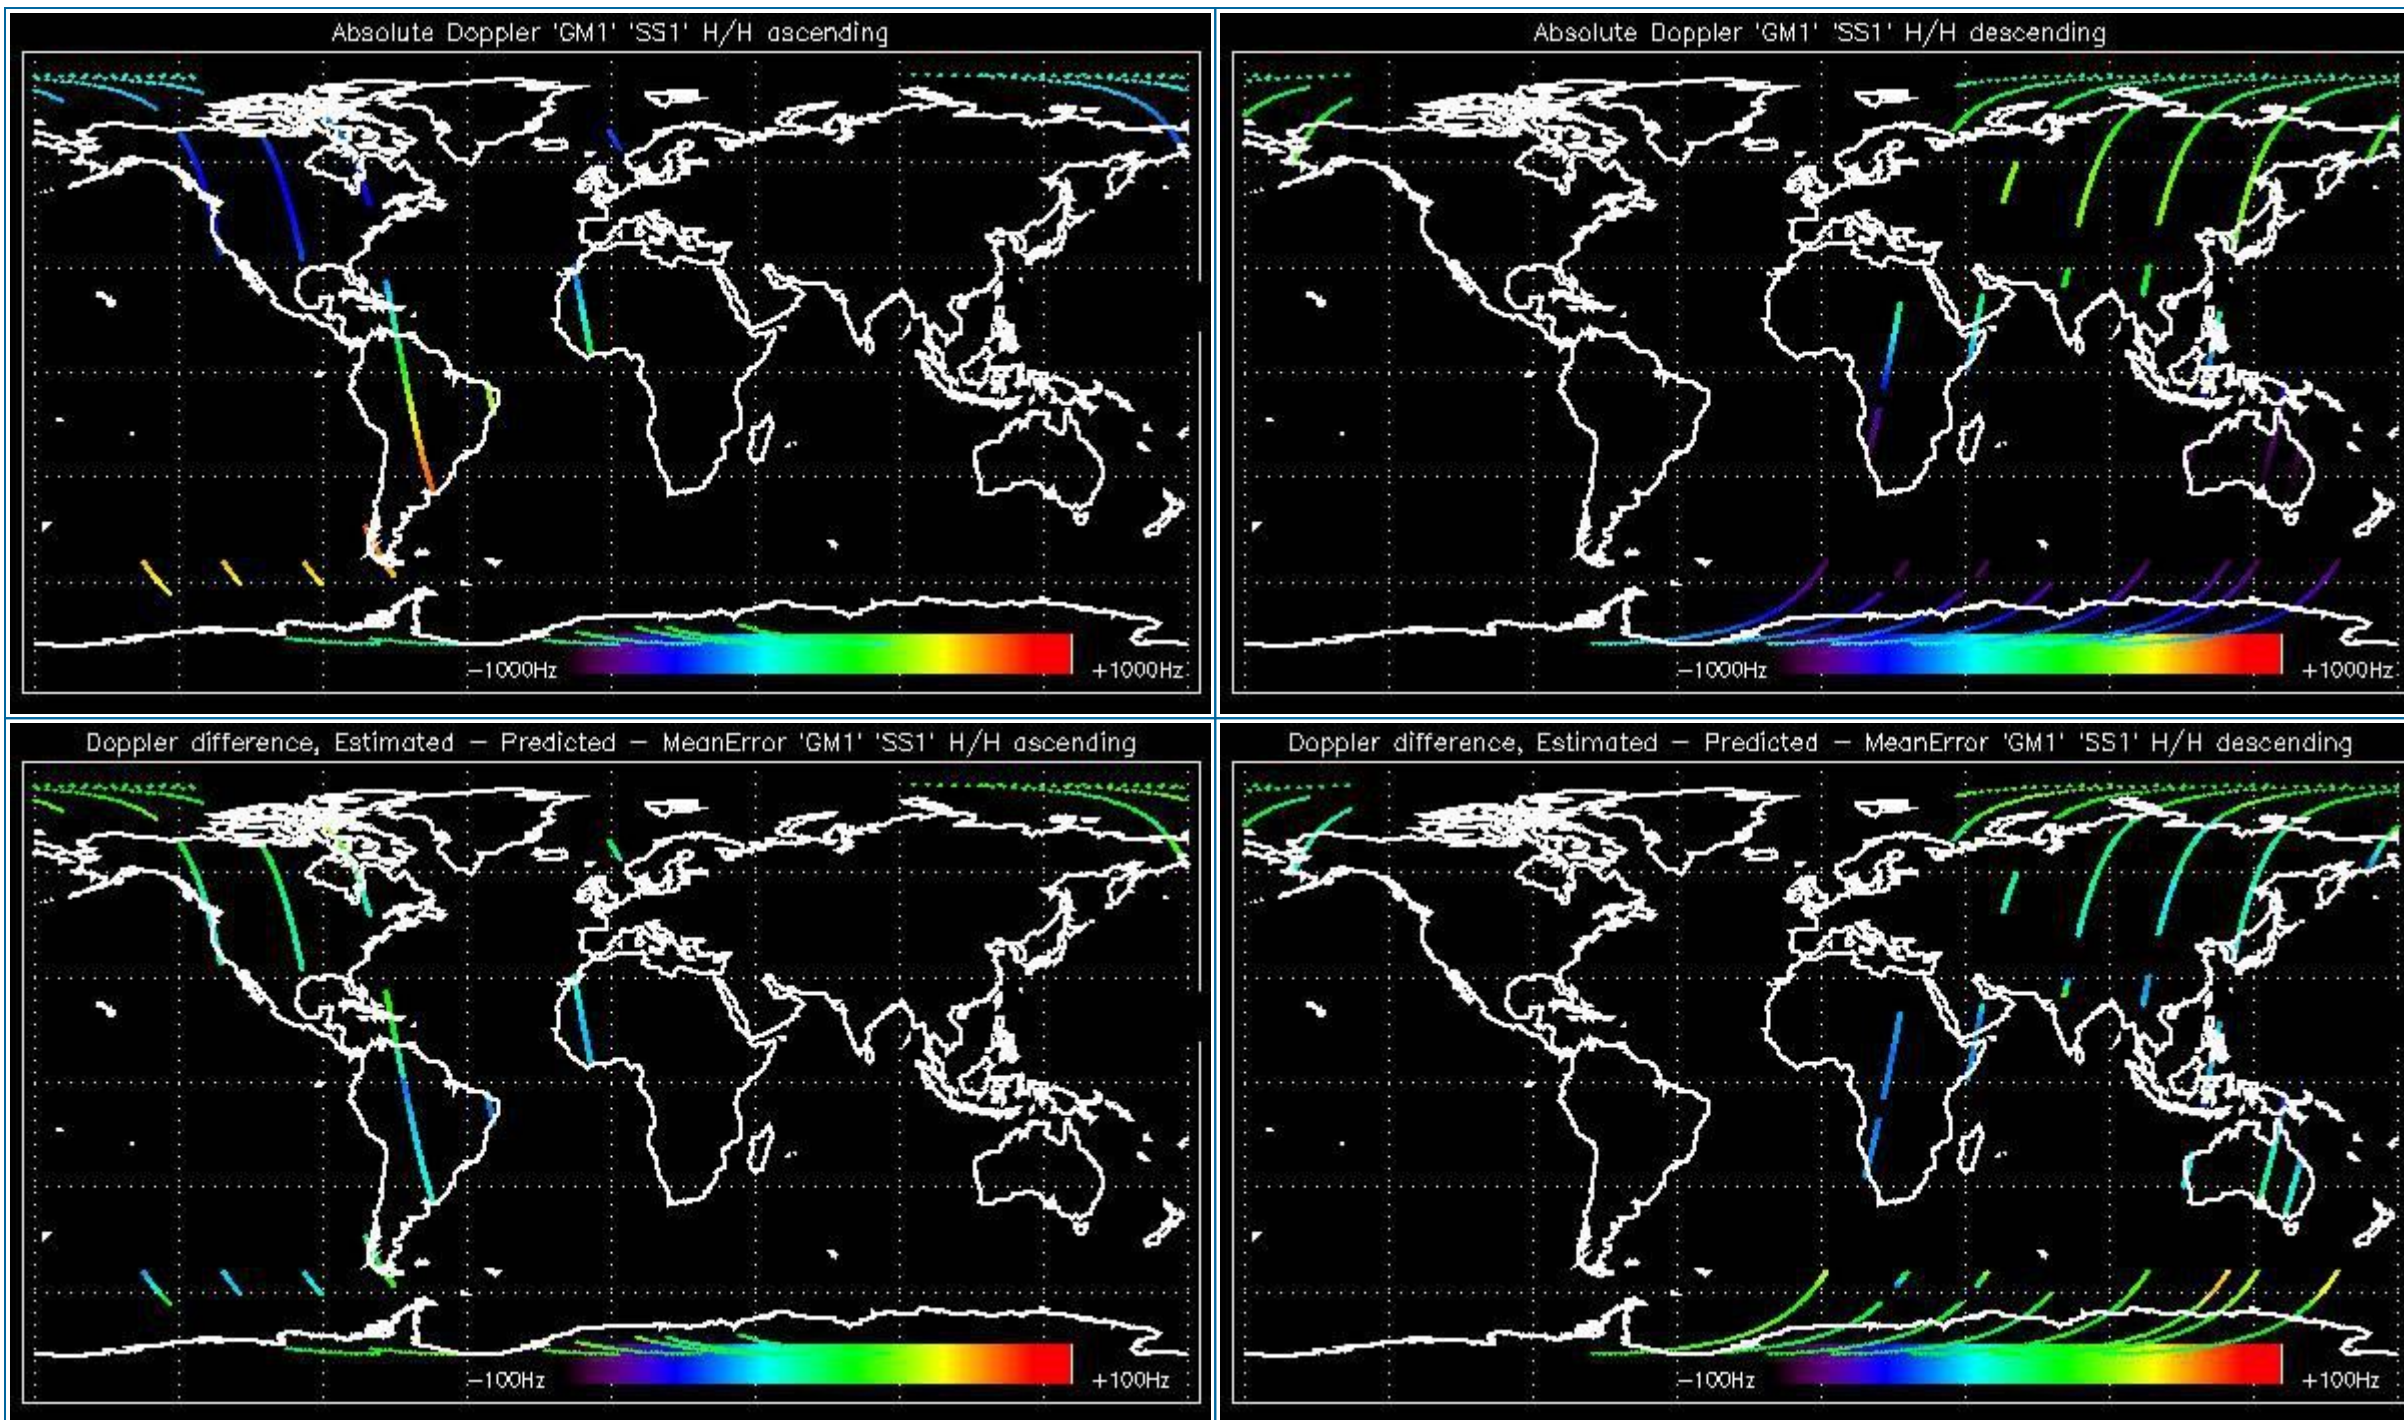 Absolute Doppler 'GM1' 'SS1' H/H ascending
-1000Hz
+1000Hz
Absolute Doppler 'GM1' 'SS1' H/H descending
-1000Hz
+1000Hz
Doppler difference, Estimated - Predicted - MeanError 'GM1' 'SS1' H/H ascending
-100Hz
+100Hz
Doppler difference, Estimated - Predicted - MeanError 'GM1' 'SS1' H/H descending
-100Hz
+100Hz